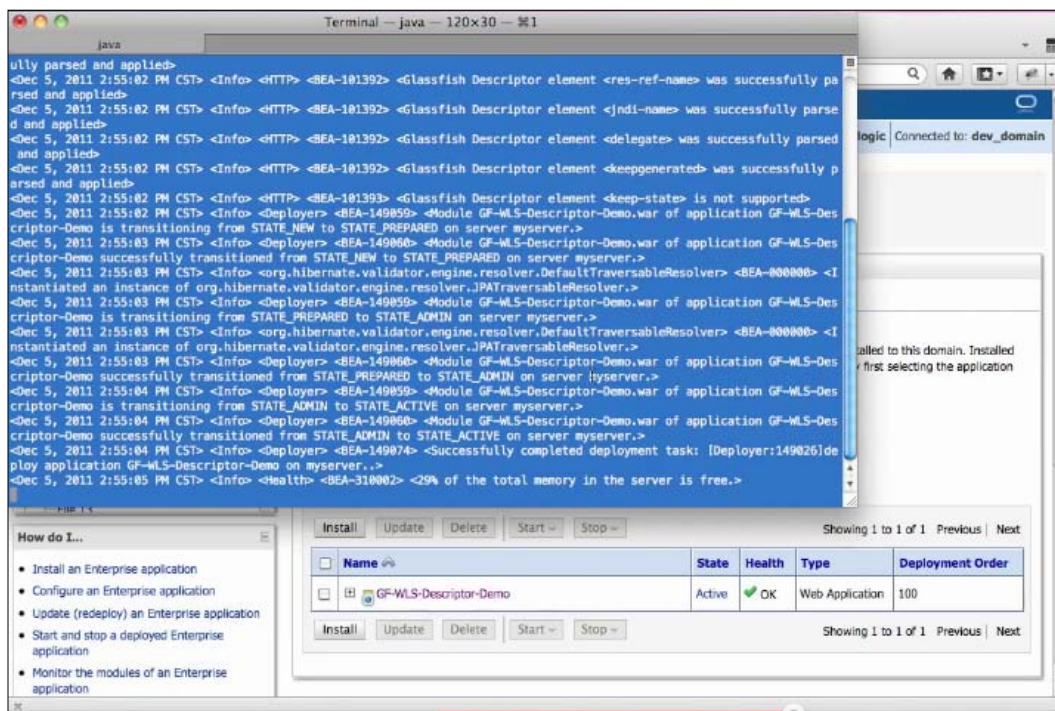 Terminal — java — 120×30 — ⌘1
java
ully parsed and applied>
<Dec 5, 2011 2:55:02 PM CST> <Info> <HTTP> <BEA-101392> <Glassfish Descriptor element <res-ref-name> was successfully pa
rsed and applied>
<Dec 5, 2011 2:55:02 PM CST> <Info> <HTTP> <BEA-101392> <Glassfish Descriptor element <jndi-name> was successfully parse
d and applied>
<Dec 5, 2011 2:55:02 PM CST> <Info> <HTTP> <BEA-101392> <Glassfish Descriptor element <delegate> was successfully parsed
 and applied>
<Dec 5, 2011 2:55:02 PM CST> <Info> <HTTP> <BEA-101392> <Glassfish Descriptor element <keepgenerated> was successfully p
arsed and applied>
<Dec 5, 2011 2:55:02 PM CST> <Info> <HTTP> <BEA-101393> <Glassfish Descriptor element <keep-state> is not supported>
<Dec 5, 2011 2:55:02 PM CST> <Info> <Deployer> <BEA-149059> <Module GF-WLS-Descriptor-Demo.war of application GF-WLS-Des
criptor-Demo is transitioning from STATE_NEW to STATE_PREPARED on server myserver.>
<Dec 5, 2011 2:55:03 PM CST> <Info> <Deployer> <BEA-149060> <Module GF-WLS-Descriptor-Demo.war of application GF-WLS-Des
criptor-Demo successfully transitioned from STATE_NEW to STATE_PREPARED on server myserver.>
<Dec 5, 2011 2:55:03 PM CST> <Info> <org.hibernate.validator.engine.resolver.DefaultTraversableResolver> <BEA-000000> <I
nstantiated an instance of org.hibernate.validator.engine.resolver.JPATraversableResolver.>
<Dec 5, 2011 2:55:03 PM CST> <Info> <Deployer> <BEA-149059> <Module GF-WLS-Descriptor-Demo.war of application GF-WLS-Des
criptor-Demo is transitioning from STATE_PREPARED to STATE_ADMIN on server myserver.>
<Dec 5, 2011 2:55:03 PM CST> <Info> <org.hibernate.validator.engine.resolver.DefaultTraversableResolver> <BEA-000000> <I
nstantiated an instance of org.hibernate.validator.engine.resolver.JPATraversableResolver.>
<Dec 5, 2011 2:55:03 PM CST> <Info> <Deployer> <BEA-149060> <Module GF-WLS-Descriptor-Demo.war of application GF-WLS-Des
criptor-Demo successfully transitioned from STATE_PREPARED to STATE_ADMIN on server myserver.>
<Dec 5, 2011 2:55:04 PM CST> <Info> <Deployer> <BEA-149059> <Module GF-WLS-Descriptor-Demo.war of application GF-WLS-Des
criptor-Demo is transitioning from STATE_ADMIN to STATE_ACTIVE on server myserver.>
<Dec 5, 2011 2:55:04 PM CST> <Info> <Deployer> <BEA-149060> <Module GF-WLS-Descriptor-Demo.war of application GF-WLS-Des
criptor-Demo successfully transitioned from STATE_ADMIN to STATE_ACTIVE on server myserver.>
<Dec 5, 2011 2:55:04 PM CST> <Info> <Deployer> <BEA-149074> <Successfully completed deployment task: [Deployer:149026]de
ploy application GF-WLS-Descriptor-Demo on myserver..>
<Dec 5, 2011 2:55:05 PM CST> <Info> <Health> <BEA-310002> <29% of the total memory in the server is free.>
logic Connected to: dev_domain
talled to this domain. Installed
first selecting the application
How do I...
• Install an Enterprise application
• Configure an Enterprise application
• Update (redeploy) an Enterprise application
• Start and stop a deployed Enterprise
application
• Monitor the modules of an Enterprise
application
Install Update Delete Start Stop Showing 1 to 1 of 1 Previous | Next
Name State Health Type Deployment Order
GF-WLS-Descriptor-Demo Active OK Web Application 100
Install Update Delete Start Stop Showing 1 to 1 of 1 Previous | Next